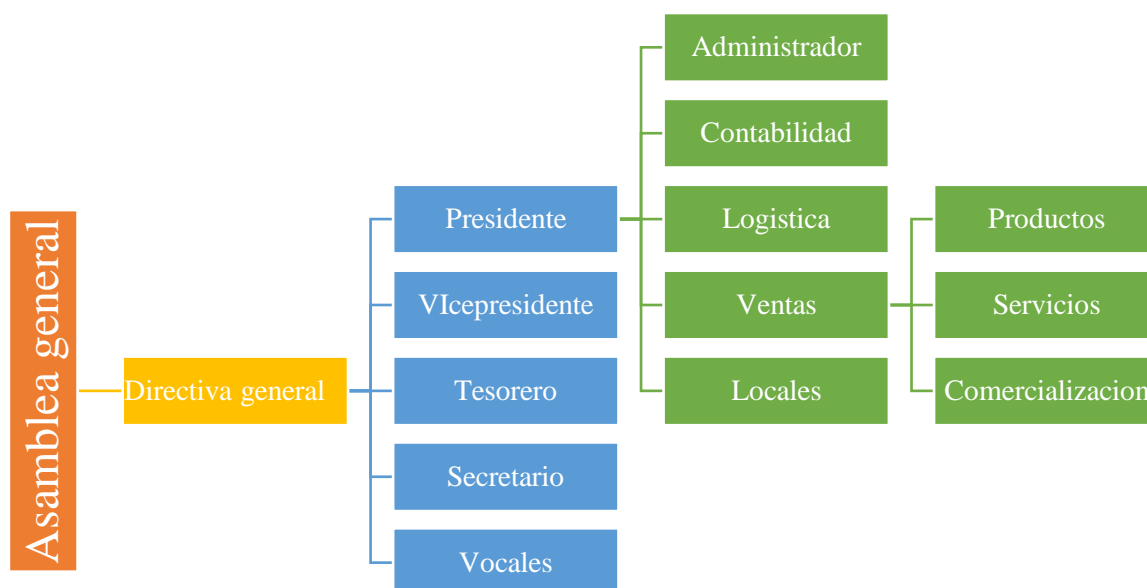 Asamblea general
Directiva general
Presidente
VIcepresidente
Tesorero
Secretario
Vocales
Administrador
Contabilidad
Logistica
Ventas
Locales
Productos
Servicios
Comercializacion